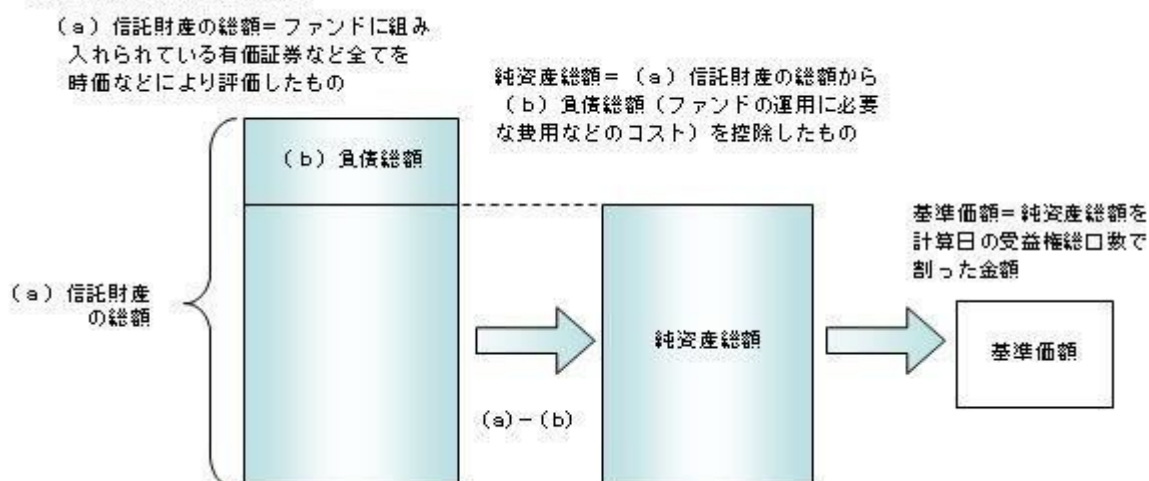 （a）信託財産の総額＝ファンドに組み
入れられている有価証券など全てを
時価などにより評価したもの
純資産総額＝（a）信託財産の総額から
（b）負債総額（ファンドの運用に必要
な費用などのコスト）を控除したもの
（b）負債総額
基準価額＝純資産総額を
計算日の受益権総口数で
割った金額
（a）信託財産
の総額
純資産総額
基準価額
(a)－(b)